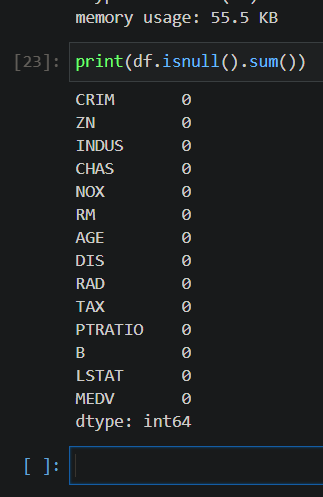 memory usage: 55.5 KB
[23]: print(df.isnull().sum())
CRIM 0
ZN 0
INDUS 0
CHAS 0
NOX 0
RM 0
AGE 0
DIS 0
RAD 0
TAX 0
PTRATIO 0
B 0
LSTAT 0
MEDV 0
dtype: int64
[ ]: